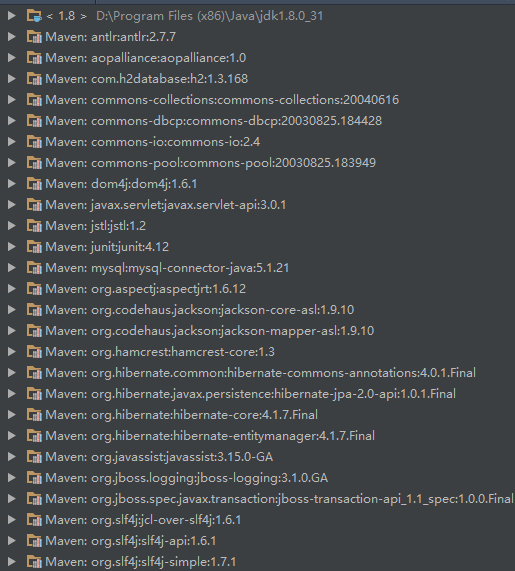 < 1.8 > D:\Program Files (x86)\Java\jdk1.8.0_31
Maven: antlr:antlr:2.7.7
Maven: aopalliance:aopalliance:1.0
Maven: com.h2database:h2:1.3.168
Maven: commons-collections:commons-collections:20040616
Maven: commons-dbcp:commons-dbcp:20030825.184428
Maven: commons-io:commons-io:2.4
Maven: commons-pool:commons-pool:20030825.183949
Maven: dom4j:dom4j:1.6.1
Maven: javax.servlet:javax.servlet-api:3.0.1
Maven: jstl:jstl:1.2
Maven: junit:junit:4.12
Maven: mysql:mysql-connector-java:5.1.21
Maven: org.aspectj:aspectjrt:1.6.12
Maven: org.codehaus.jackson:jackson-core-asl:1.9.10
Maven: org.codehaus.jackson:jackson-mapper-asl:1.9.10
Maven: org.hamcrest:hamcrest-core:1.3
Maven: org.hibernate.common:hibernate-commons-annotations:4.0.1.Final
Maven: org.hibernate.javax.persistence:hibernate-jpa-2.0-api:1.0.1.Final
Maven: org.hibernate:hibernate-core:4.1.7.Final
Maven: org.hibernate:hibernate-entitymanager:4.1.7.Final
Maven: org.javassist:javassist:3.15.0-GA
Maven: org.jboss.logging:jboss-logging:3.1.0.GA
Maven: org.jboss.spec.javax.transaction:jboss-transaction-api_1.1_spec:1.0.0.Final
Maven: org.slf4j:jcl-over-slf4j:1.6.1
Maven: org.slf4j:slf4j-api:1.6.1
Maven: org.slf4j:slf4j-simple:1.7.1